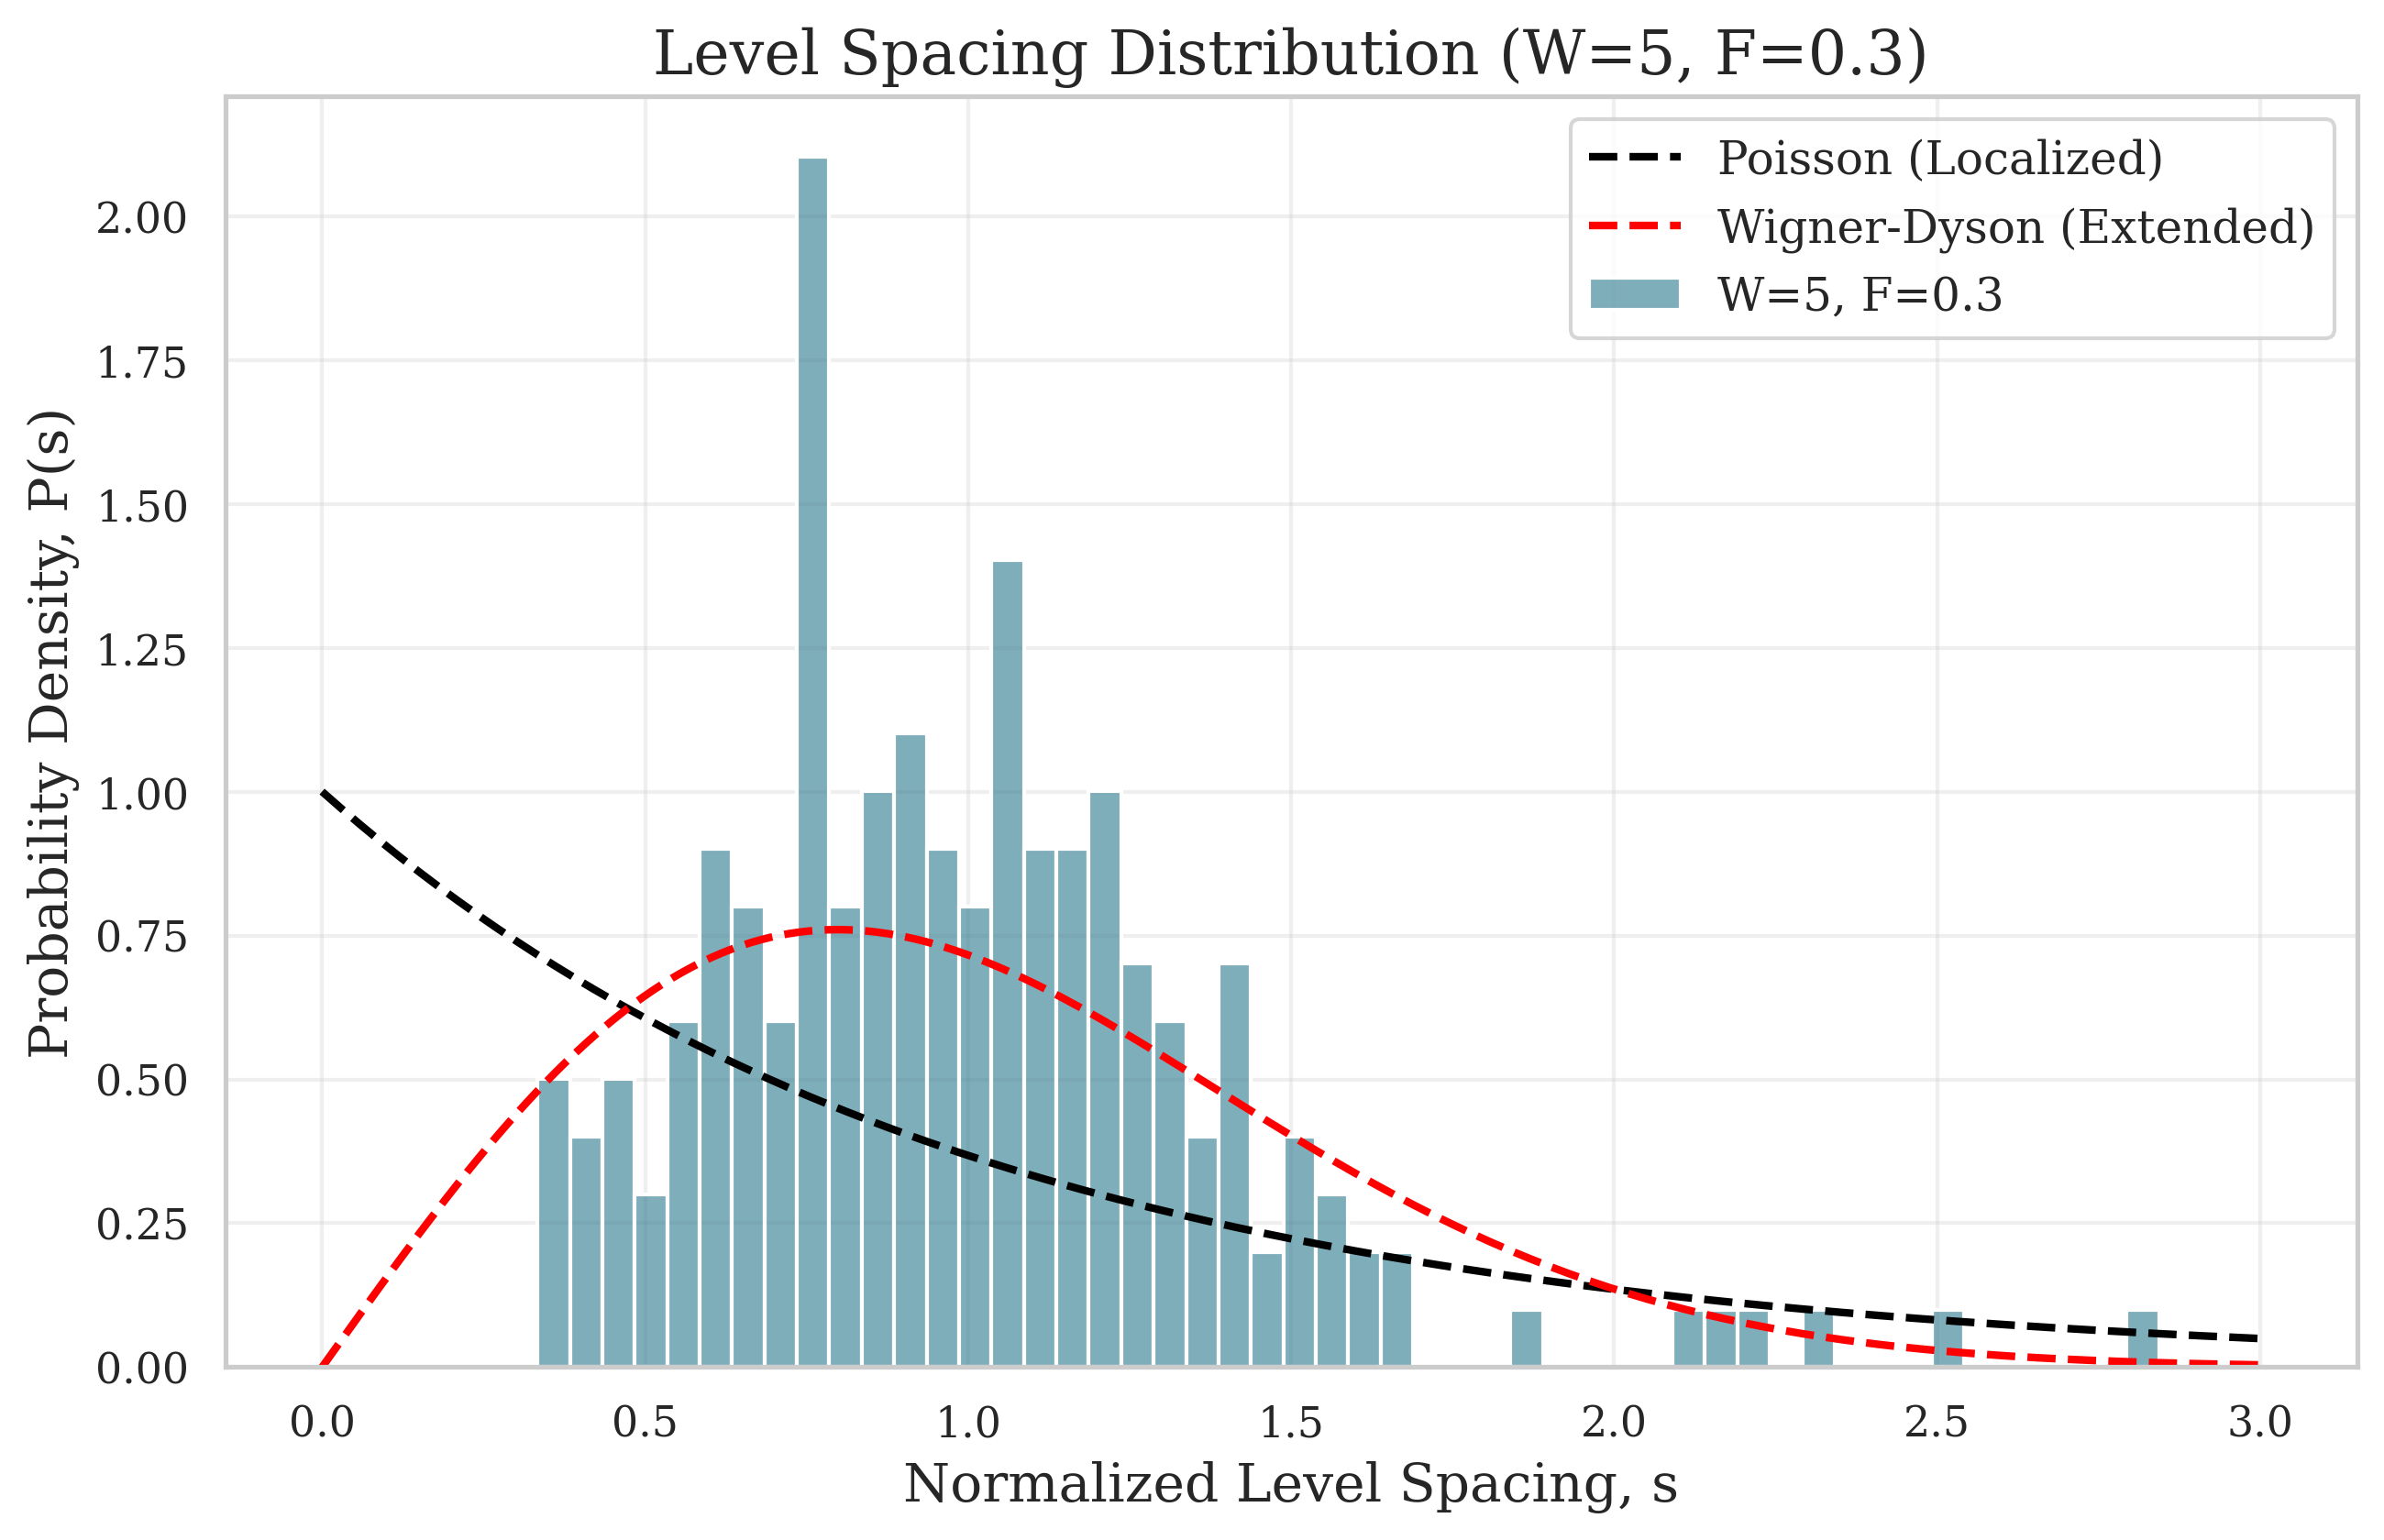 Level Spacing Distribution (W=5, F=0.3)
Poisson (Localized)
Wigner-Dyson (Extended)
W=5, F=0.3
Probability Density, P(s)
2.00
1.75
1.50
1.25
1.00
0.75
0.50
0.25
0.00
0.0 0.5 1.0 1.5 2.0 2.5 3.0
Normalized Level Spacing, s